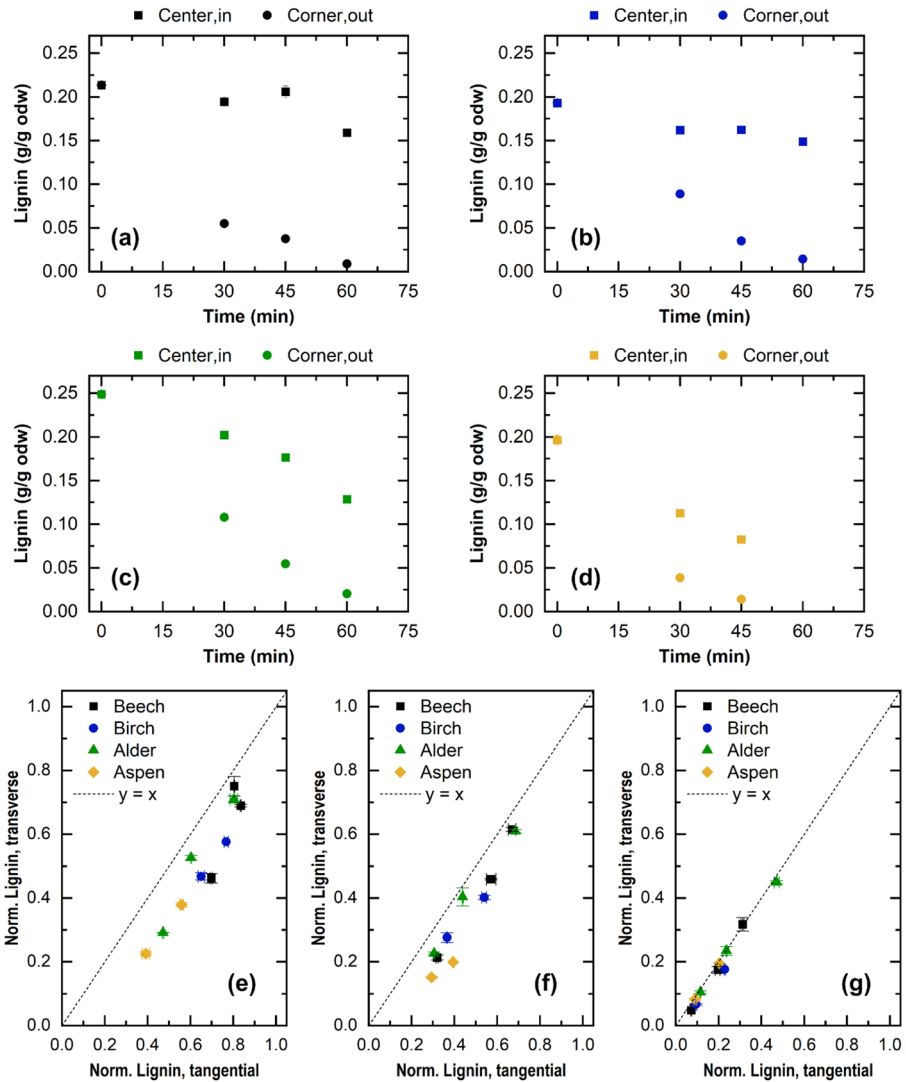 Center,in Corner,out Center,in Corner,out
Lignin (g/g odw) Lignin (g/g odw)
0.25 0.25
0.20 0.20
0.15 0.15
0.10 0.10
0.05 0.05
0.00 0.00
(a) (b)
0 15 30 45 60 75 0 15 30 45 60 75
Time (min) Time (min)
Center,in Corner,out Center,in Corner,out
Lignin (g/g odw) Lignin (g/g odw)
0.25 0.25
0.20 0.20
0.15 0.15
0.10 0.10
0.05 0.05
0.00 0.00
(c) (d)
0 15 30 45 60 75 0 15 30 45 60 75
Time (min) Time (min)
Norm. Lignin, transverse Norm. Lignin, transverse Norm. Lignin, transverse
1.0 1.0 1.0
0.8 0.8 0.8
0.6 0.6 0.6
0.4 0.4 0.4
0.2 0.2 0.2
0.0 0.0 0.0
Beech Beech Beech
Birch Birch Birch
Alder Alder Alder
Aspen Aspen Aspen
y = x y = x y = x
(e) (f) (g)
0.0 0.2 0.4 0.6 0.8 1.0 0.0 0.2 0.4 0.6 0.8 1.0 0.0 0.2 0.4 0.6 0.8 1.0
Norm. Lignin, tangential Norm. Lignin, tangential Norm. Lignin, tangential